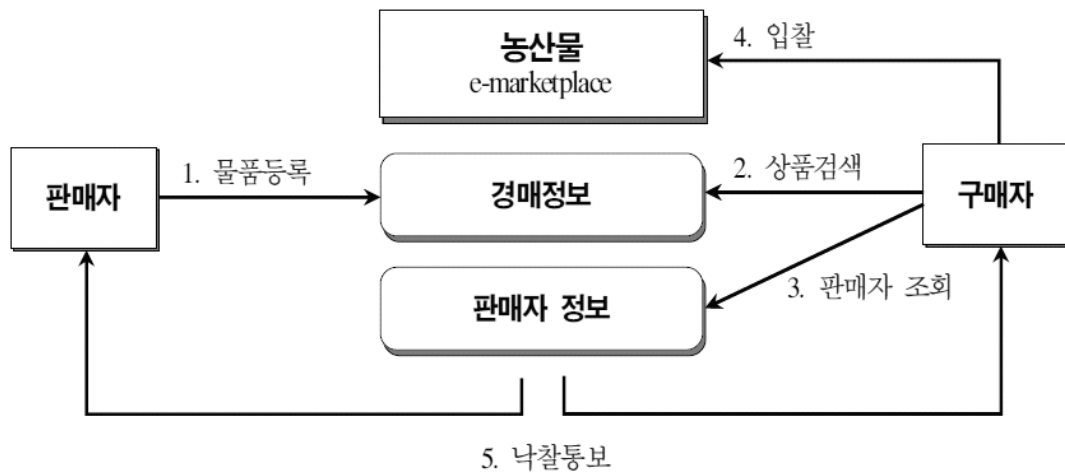 농산물
e-marketplace
4. 입찰
판매자
1. 물품등록
경매정보
2. 상품검색
구매자
판매자 정보
3. 판매자 조회
5. 낙찰통보